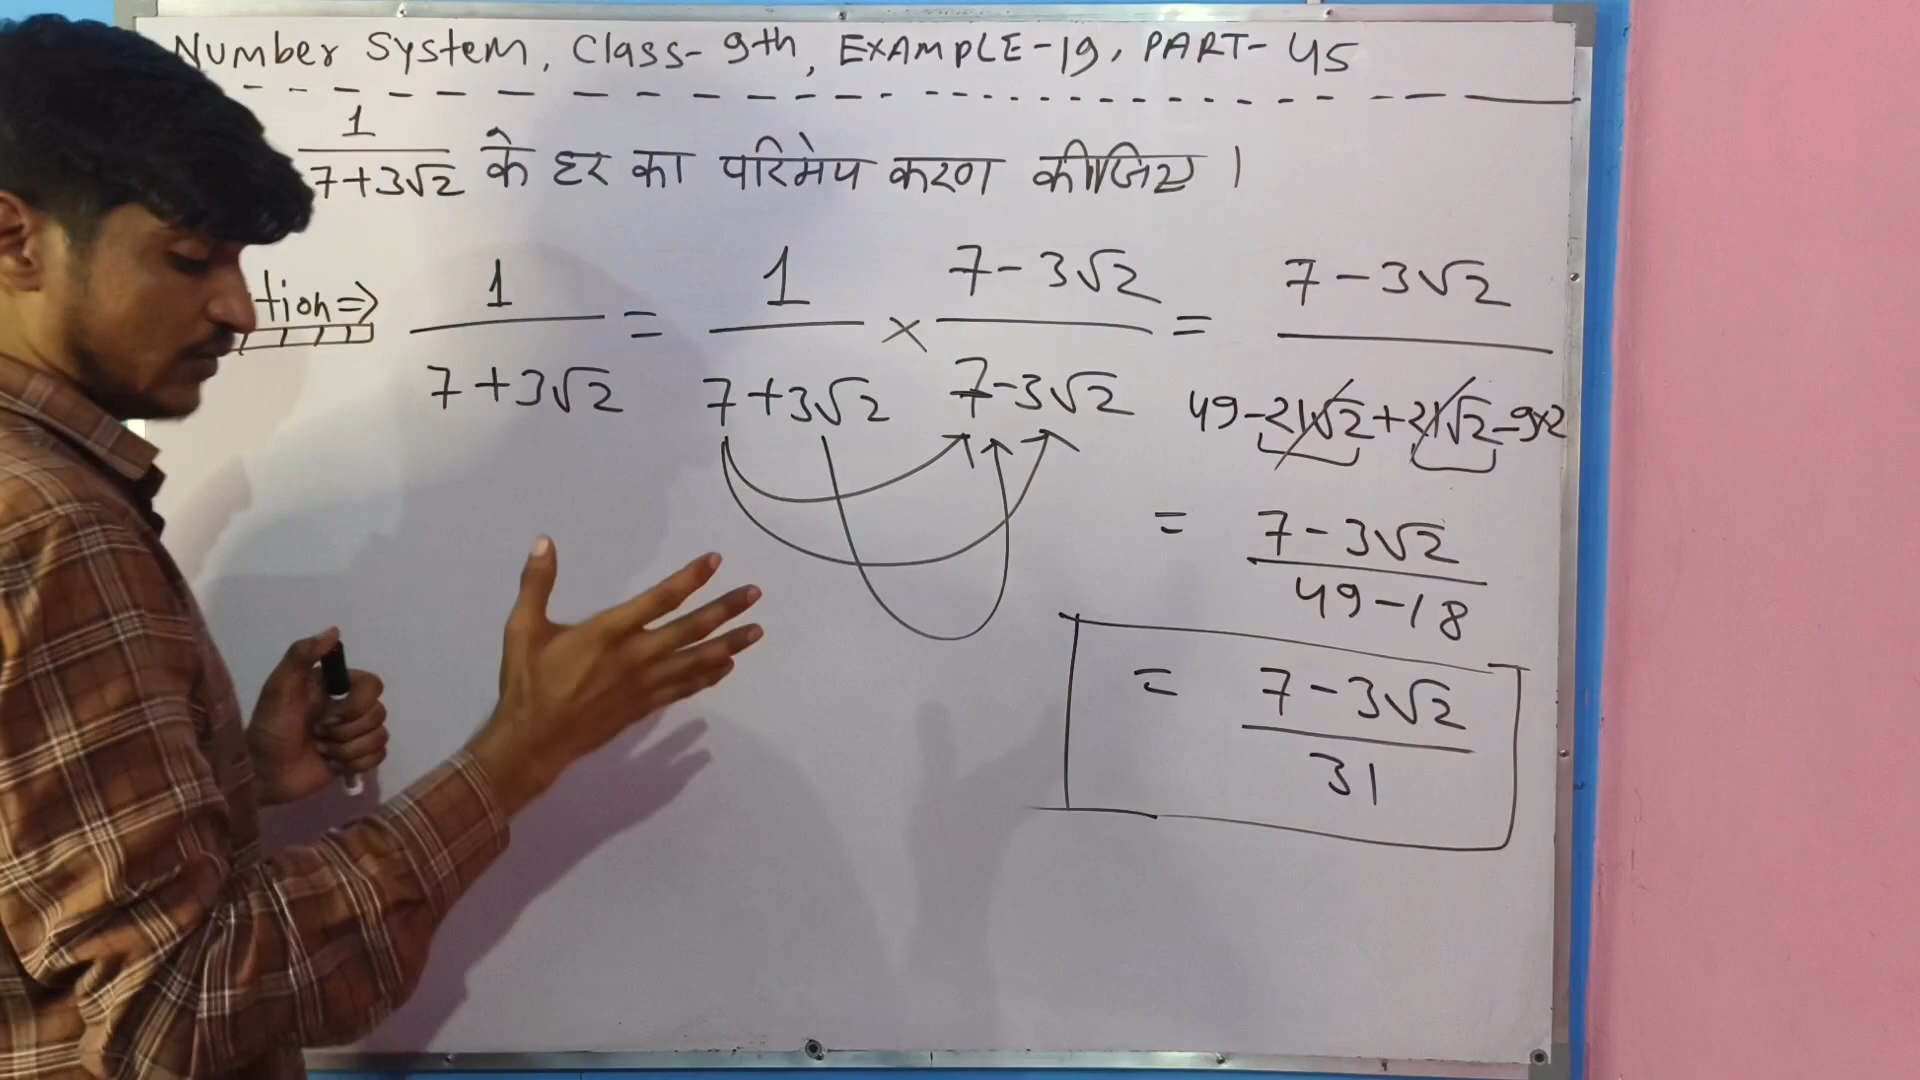 Number System, Class-9th, EXAMPLE-19, PART-45
1/(7+3√2) के हर का परिमेय करण कीजिए।
tion⇒ 1/(7+3√2) = 1/(7+3√2) × (7-3√2)/(7-3√2) = (7-3√2)/(49-21√2+21√2-9×2)
= (7-3√2)/(49-18)
= (7-3√2)/31